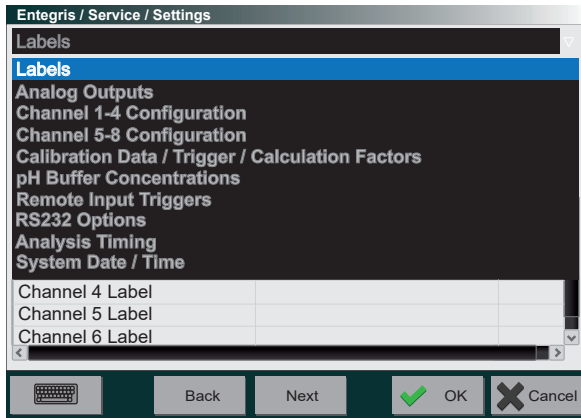 Entegris / Service / Settings
Labels
Labels
Analog Outputs
Channel 1-4 Configuration
Channel 5-8 Configuration
Calibration Data / Trigger / Calculation Factors
pH Buffer Concentrations
Remote Input Triggers
RS232 Options
Analysis Timing
System Date / Time
Channel 4 Label
Channel 5 Label
Channel 6 Label
Back Next OK Cancel